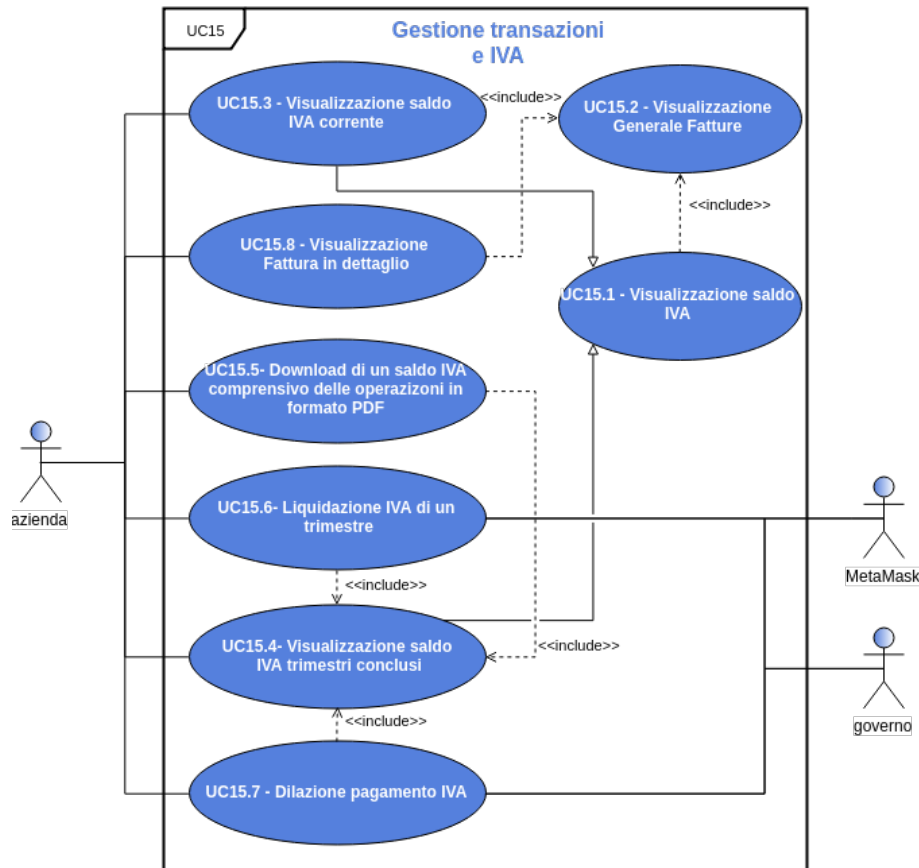 UC15
Gestione transazioni
e IVA
UC15.3 - Visualizzazione saldo
IVA corrente
<<include>>
UC15.2 - Visualizzazione
Generale Fatture
<<include>>
UC15.8 - Visualizzazione
Fattura in dettaglio
UC15.1 - Visualizzazione saldo
IVA
UC15.5- Download di un saldo IVA
comprensivo delle operazizoni in
formato PDF
azienda
UC15.6- Liquidazione IVA di un
trimestre
MetaMask
<<include>>
UC15.4- Visualizzazione saldo
IVA trimestri conclusi
<<include>>
governo
<<include>>
UC15.7 - Dilazione pagamento IVA